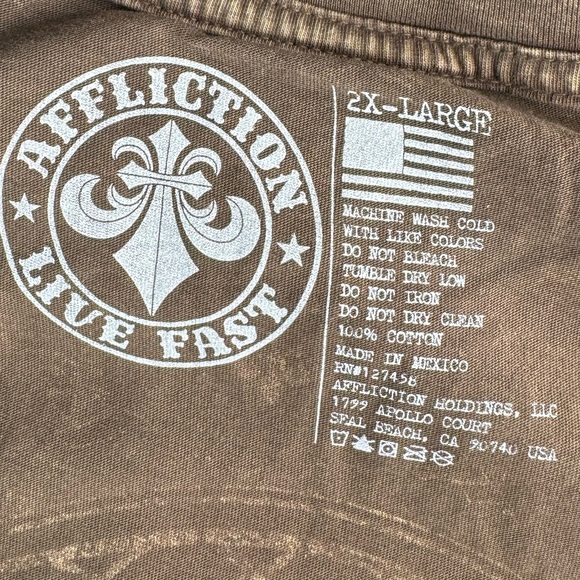 AFFLICTION
LIVE FAST
2X-LARGE
MACHINE WASH COLD
WITH LIKE COLORS
DO NOT BLEACH
TUMBLE DRY LOW
DO NOT IRON
DO NOT DRY CLEAN
100% COTTON
MADE IN MEXICO
RN#127456
AFFLICTION HOLDINGS, LLC
1799 APOLLO COURT
SEAL BEACH, CA 90740 USA